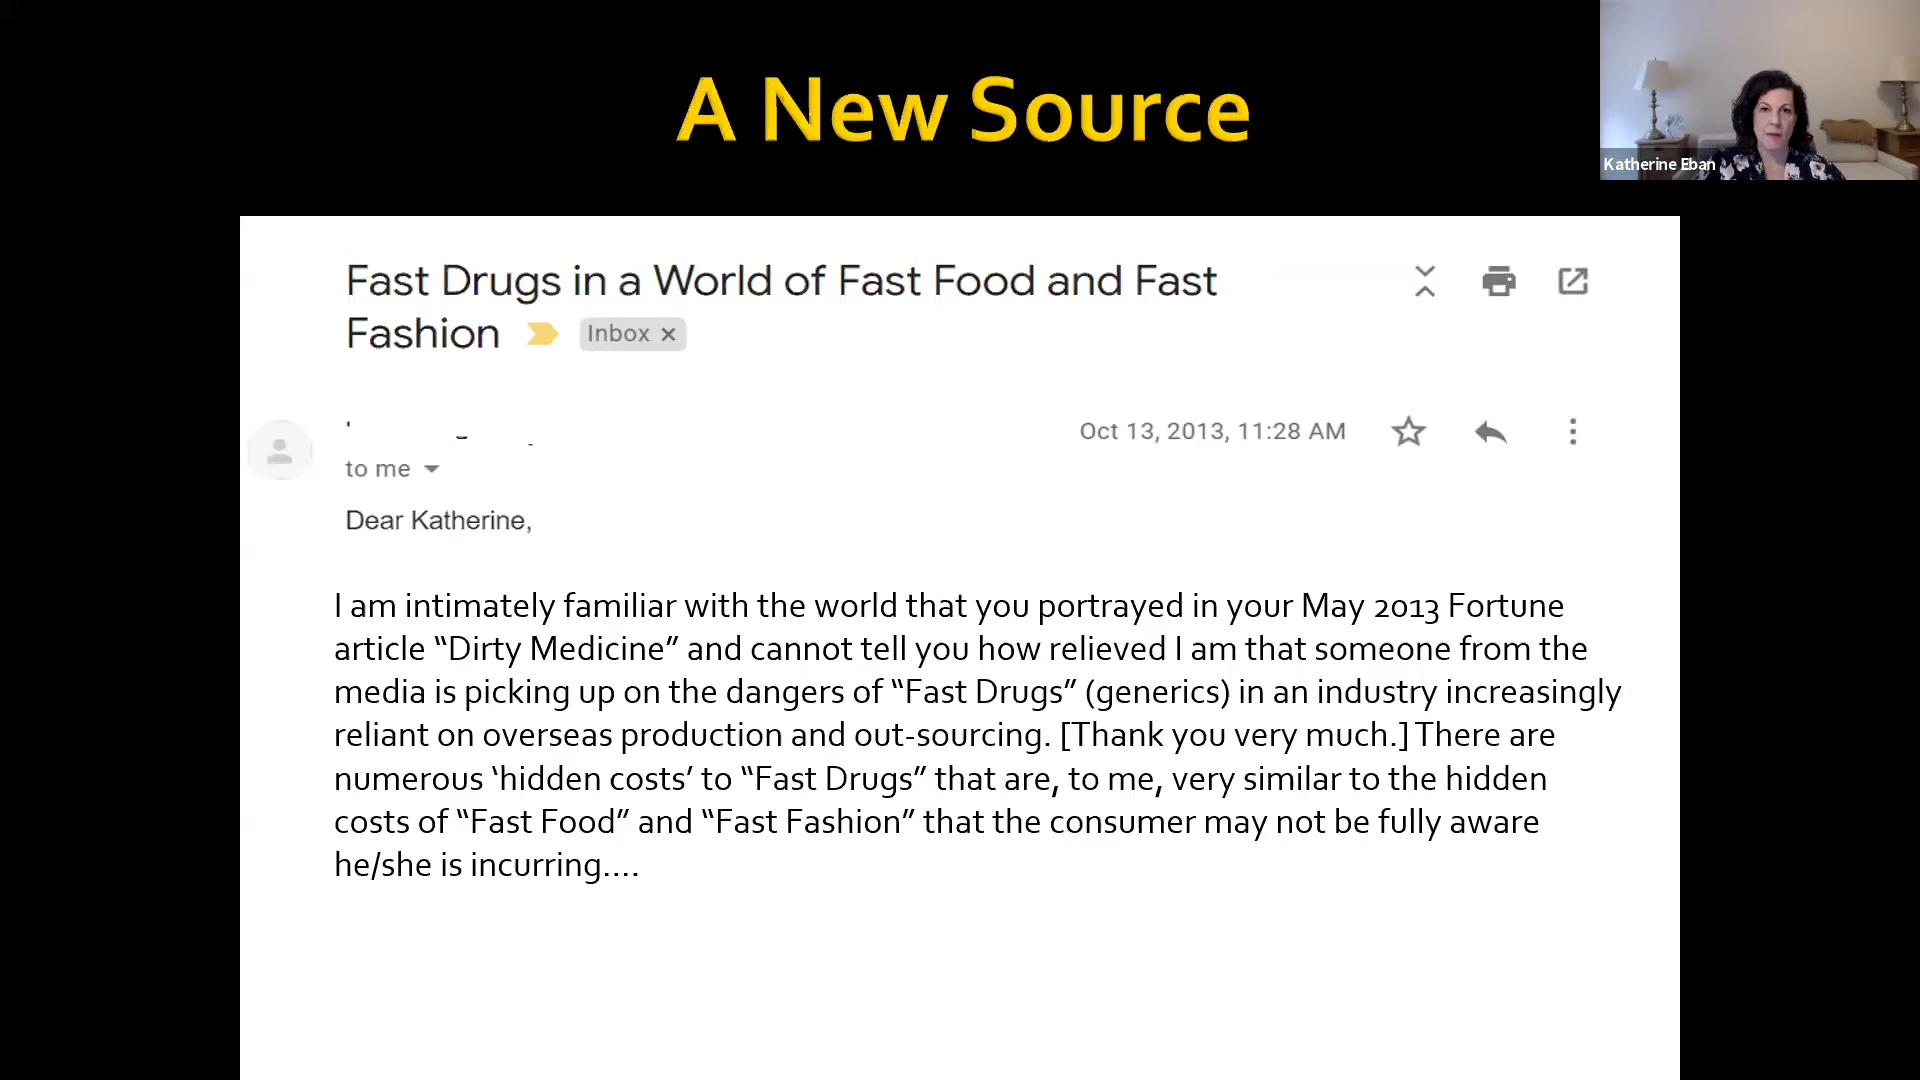 A New Source
Katherine Eban
Fast Drugs in a World of Fast Food and Fast
Fashion
Inbox ×
Oct 13, 2013, 11:28 AM
to me
Dear Katherine,
I am intimately familiar with the world that you portrayed in your May 2013 Fortune
article “Dirty Medicine” and cannot tell you how relieved I am that someone from the
media is picking up on the dangers of “Fast Drugs” (generics) in an industry increasingly
reliant on overseas production and out-sourcing. [Thank you very much.] There are
numerous ‘hidden costs’ to “Fast Drugs” that are, to me, very similar to the hidden
costs of “Fast Food” and “Fast Fashion” that the consumer may not be fully aware
he/she is incurring....